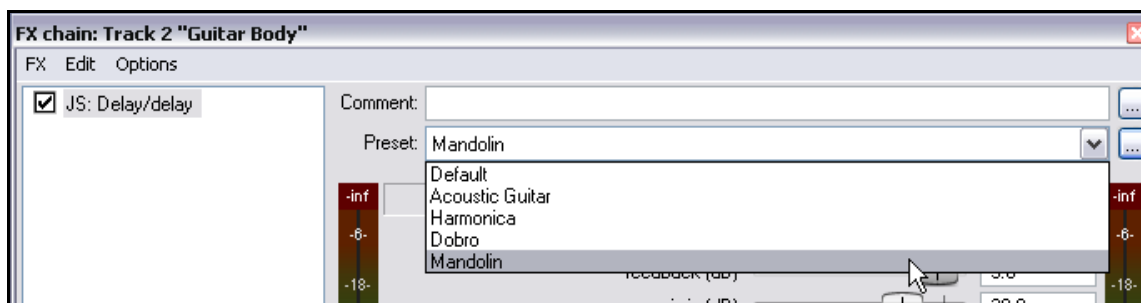 FX chain: Track 2 "Guitar Body"
FX Edit Options
JS: Delay/delay
Comment:
...
Preset: Mandolin
...
Default
Acoustic Guitar
Harmonica
Dobro
Mandolin
-inf
-inf
-6-
-6-
-18-
-18-